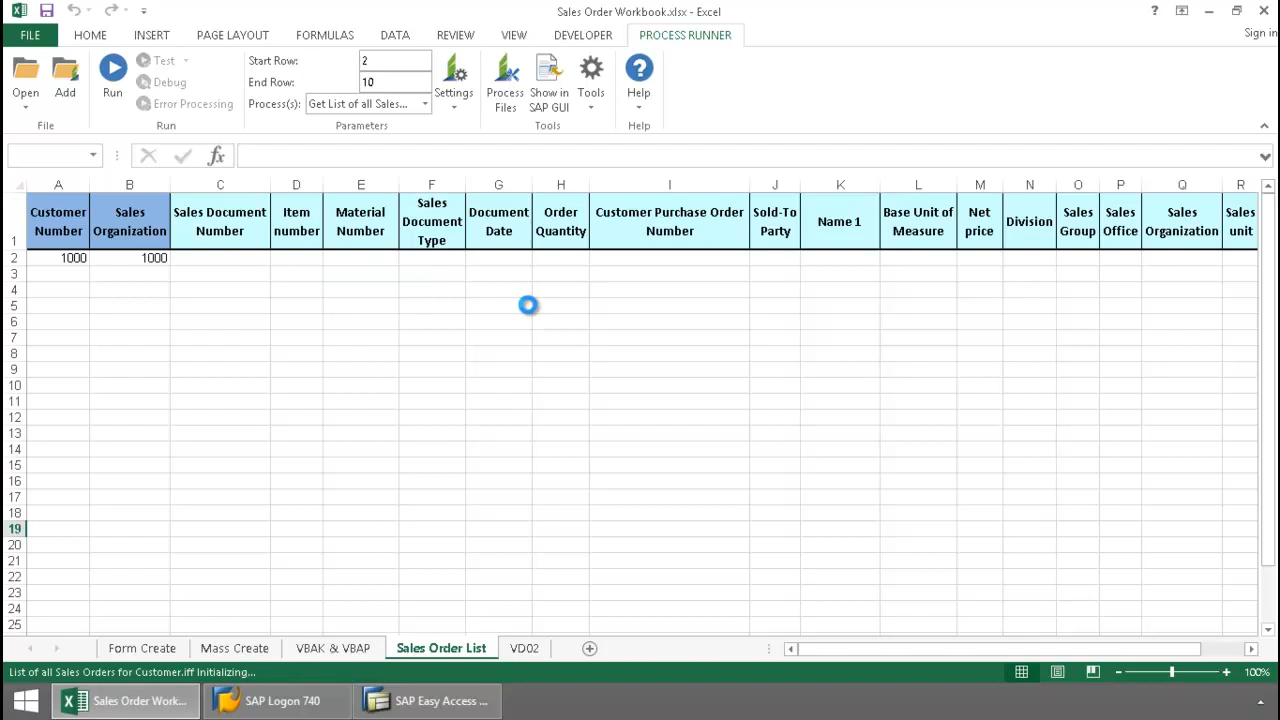 Sales Order Workbook.xlsx - Excel
FILE HOME INSERT PAGE LAYOUT FORMULAS DATA REVIEW VIEW DEVELOPER PROCESS RUNNER Sign in
Open Add Run Test Debug Error Processing
Start Row: 2
End Row: 10
Process(s): Get List of all Sales...
Settings Process Files Show in SAP GUI Tools Help
File Run Parameters Tools Help
fx
A B C D E F G H I J K L M N O P Q R
1 Customer Number Sales Organization Sales Document Number Item number Material Number Sales Document Type Document Date Order Quantity Customer Purchase Order Number Sold-To Party Name 1 Base Unit of Measure Net price Division Sales Group Sales Office Sales Organization Sales unit
2 1000 1000
3
4
5
6
7
8
9
10
11
12
13
14
15
16
17
18
19
20
21
22
23
24
25
Form Create Mass Create VBAK & VBAP Sales Order List VD02
List of all Sales Orders for Customer.iff Initializing... 100%
Sales Order Work... SAP Logon 740 SAP Easy Access ...